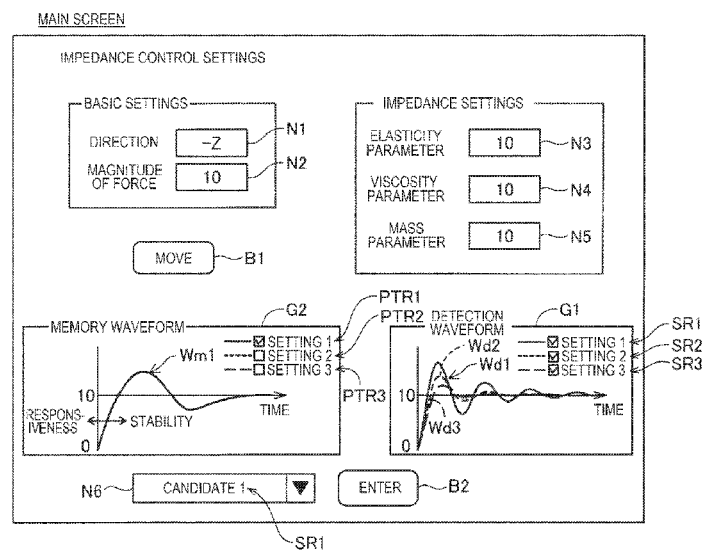 MAIN SCREEN
IMPEDANCE CONTROL SETTINGS
BASIC SETTINGS
DIRECTION -Z N1
MAGNITUDE OF FORCE 10 N2
IMPEDANCE SETTINGS
ELASTICITY PARAMETER 10 N3
VISCOSITY PARAMETER 10 N4
MASS PARAMETER 10 N5
MOVE B1
G2 PTR1
PTR2
PTR3
MEMORY WAVEFORM
SETTING 1
SETTING 2
SETTING 3
Wm1
10
TIME
RESPONS-
IVENESS STABILITY
0
G1
DETECTION WAVEFORM
SETTING 1 SR1
SETTING 2 SR2
SETTING 3 SR3
Wd2
Wd1
10
TIME
Wd3
0
N6 CANDIDATE 1 ENTER B2
SR1